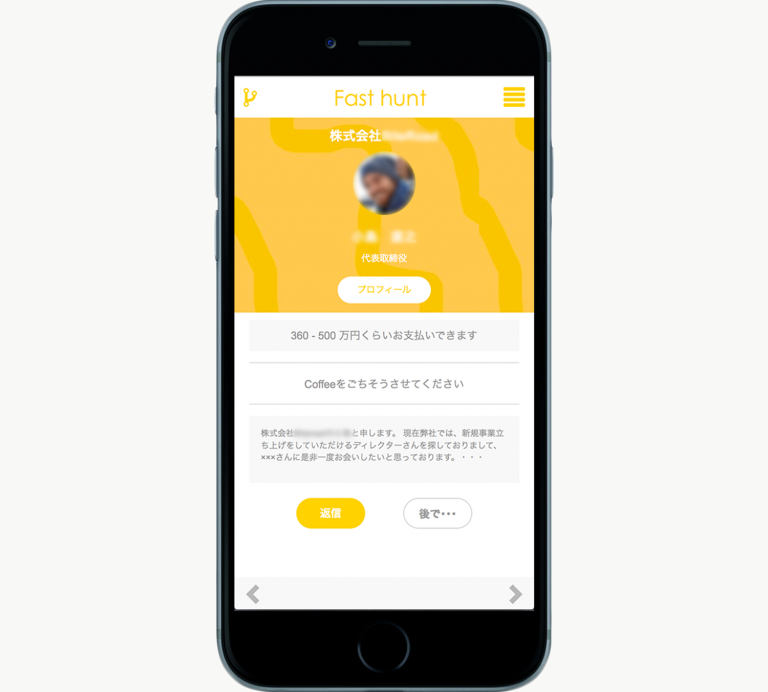 Fast hunt
株式会社
代表取締役
プロフィール
360 - 500 万円くらいお支払いできます
Coffeeをごちそうさせてください
株式会社と申します。 現在弊社では、新規事業立
ち上げをしていただけるディレクターさんを探しておりまして、
×××さんに是非一度お会いしたいと思っております。・・・
返信
後で・・・